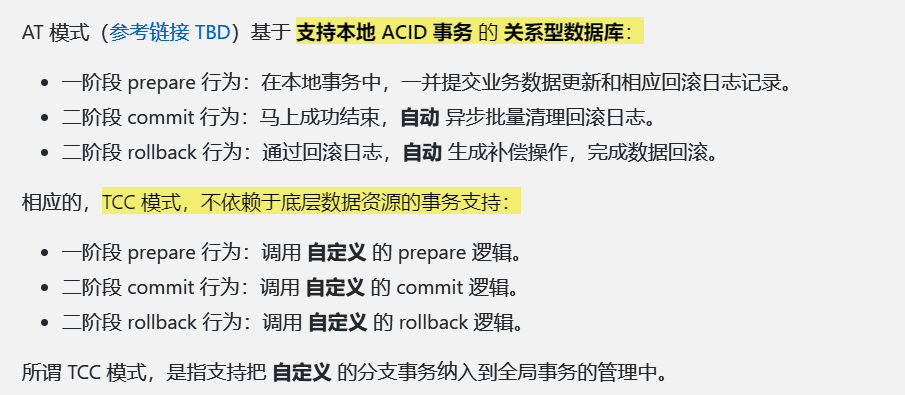 AT 模式（参考链接 TBD）基于 支持本地 ACID 事务 的 关系型数据库：
• 一阶段 prepare 行为：在本地事务中，一并提交业务数据更新和相应回滚日志记录。
• 二阶段 commit 行为：马上成功结束，自动 异步批量清理回滚日志。
• 二阶段 rollback 行为：通过回滚日志，自动 生成补偿操作，完成数据回滚。
相应的，TCC 模式，不依赖于底层数据资源的事务支持：
• 一阶段 prepare 行为：调用 自定义 的 prepare 逻辑。
• 二阶段 commit 行为：调用 自定义 的 commit 逻辑。
• 二阶段 rollback 行为：调用 自定义 的 rollback 逻辑。
所谓 TCC 模式，是指支持把 自定义 的分支事务纳入到全局事务的管理中。